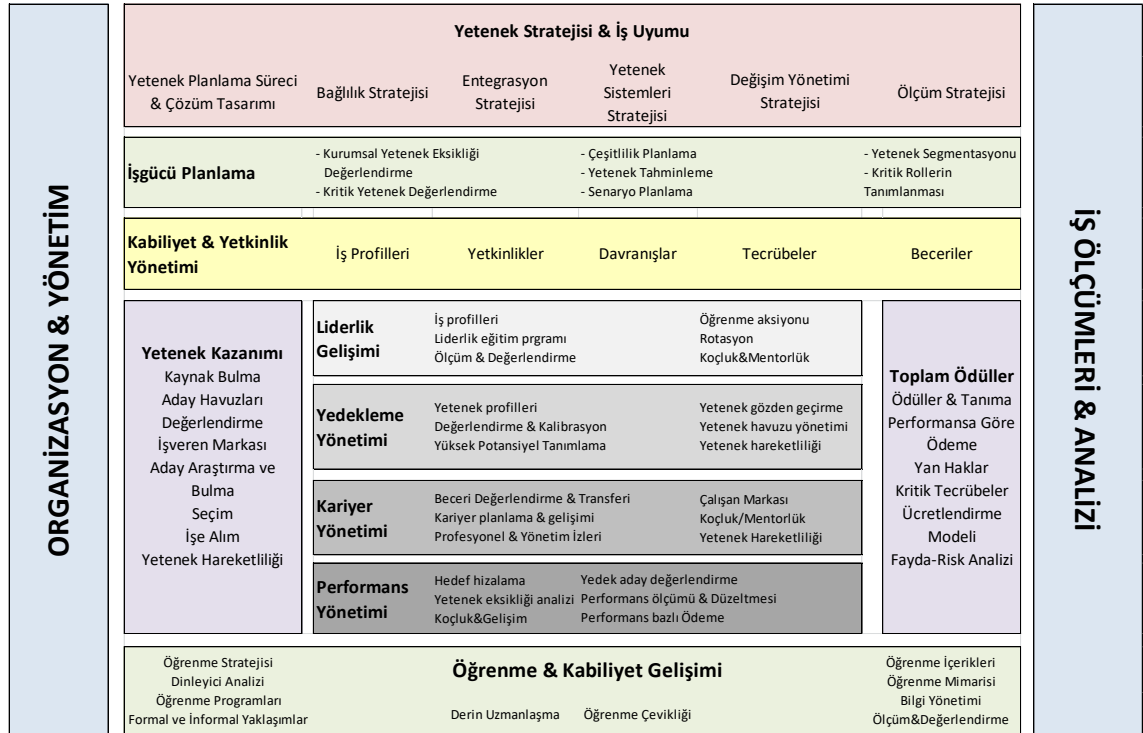 ORGANİZASYON & YÖNETİM
Yetenek Stratejisi & İş Uyumu
Yetenek Planlama Süreci
& Çözüm Tasarımı
Bağlılık Stratejisi
Entegrasyon
Stratejisi
Yetenek
Sistemleri
Stratejisi
Değişim Yönetimi
Stratejisi
Ölçüm Stratejisi
İşgücü Planlama
- Kurumsal Yetenek Eksikliği
Değerlendirme
- Kritik Yetenek Değerlendirme
- Çeşitlilik Planlama
- Yetenek Tahminleme
- Senaryo Planlama
- Yetenek Segmentasyonu
- Kritik Rollerin
Tanımlanması
Kabiliyet & Yetkinlik
Yönetimi
İş Profilleri
Yetkinlikler
Davranışlar
Tecrübeler
Beceriler
Yetenek Kazanımı
Kaynak Bulma
Aday Havuzları
Değerlendirme
İşveren Markası
Aday Araştırma ve
Bulma
Seçim
İşe Alım
Yetenek Hareketliliği
Liderlik
Gelişimi
İş profilleri
Liderlik eğitim prgramı
Ölçüm & Değerlendirme
Öğrenme aksiyonu
Rotasyon
Koçluk&Mentorlük
Yedekleme
Yönetimi
Yetenek profilleri
Değerlendirme & Kalibrasyon
Yüksek Potansiyel Tanımlama
Yetenek gözden geçirme
Yetenek havuzu yönetimi
Yetenek hareketliliği
Kariyer
Yönetimi
Beceri Değerlendirme & Transferi
Kariyer planlama & gelişimi
Profesyonel & Yönetim İzleri
Çalışan Markası
Koçluk/Mentorlük
Yetenek Hareketliliği
Performans
Yönetimi
Hedef hizalama
Yetenek eksikliği analizi
Koçluk&Gelişim
Yedek aday değerlendirme
Performans ölçümü & Düzeltmesi
Performans bazlı Ödeme
Toplam Ödüller
Ödüller & Tanıma
Performansa Göre
Ödeme
Yan Haklar
Kritik Tecrübeler
Ücretlendirme
Modeli
Fayda-Risk Analizi
Öğrenme Stratejisi
Dinleyici Analizi
Öğrenme Programları
Formal ve İnformal Yaklaşımlar
Öğrenme & Kabiliyet Gelişimi
Derin Uzmanlaşma
Öğrenme Çevikliği
Öğrenme İçerikleri
Öğrenme Mimarisi
Bilgi Yönetimi
Ölçüm&Değerlendirme
İŞ ÖLÇÜMLERİ & ANALİZİ